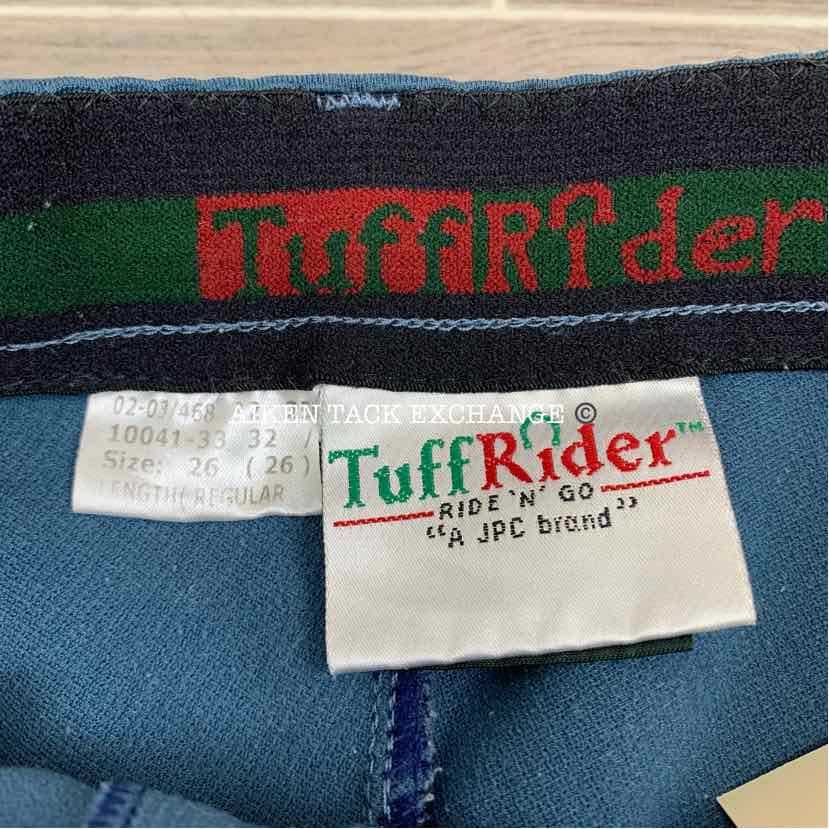 TuffRider
02-03/468
10041-33 32 /
Size: 26 (26)
LENGTH( REGULAR
AIKEN TACK EXCHANGE ©
TuffRider™
RIDE 'N' GO
“A JPC brand”